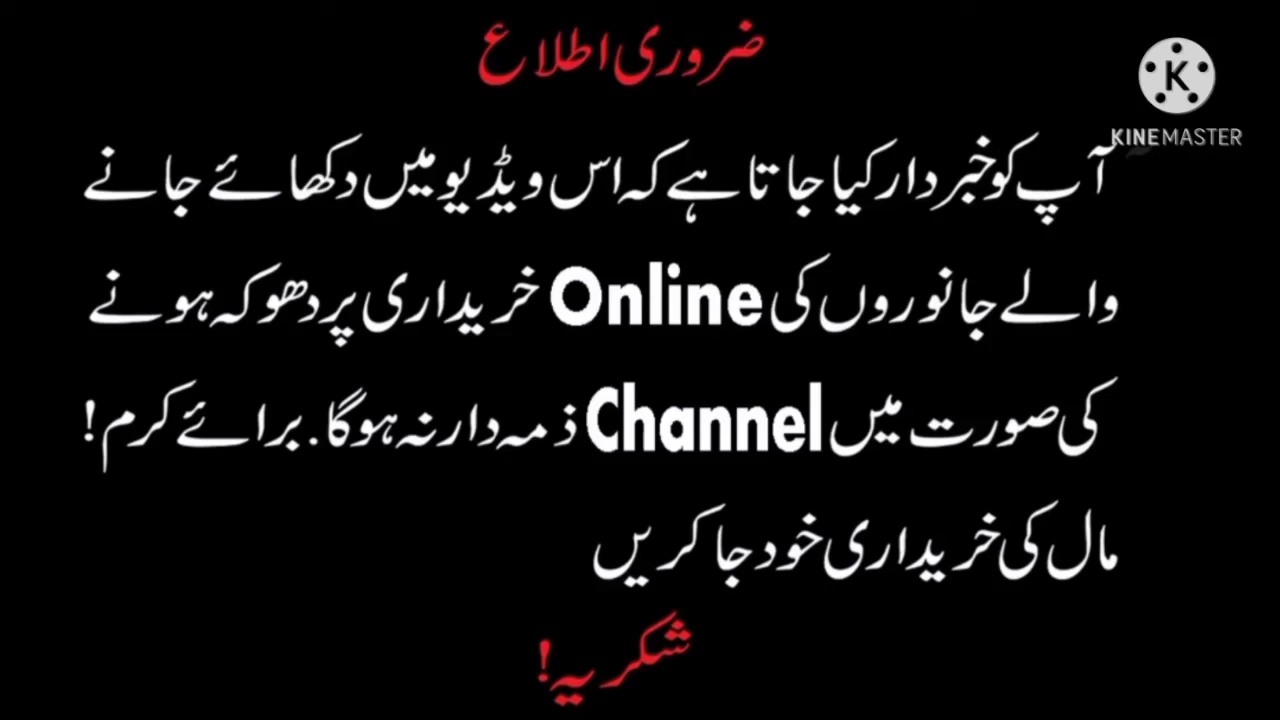 ضروری اطلاع
K
KINEMASTER
آپ کو خبردار کیا جاتا ہے کہ اس ویڈیو میں دکھائے جانے
والے جانوروں کی Online خریداری پر دھوکہ ہونے
کی صورت میں Channel ذمہ دار نہ ہوگا. برائے کرم!
مال کی خریداری خود جا کریں
شکریہ!